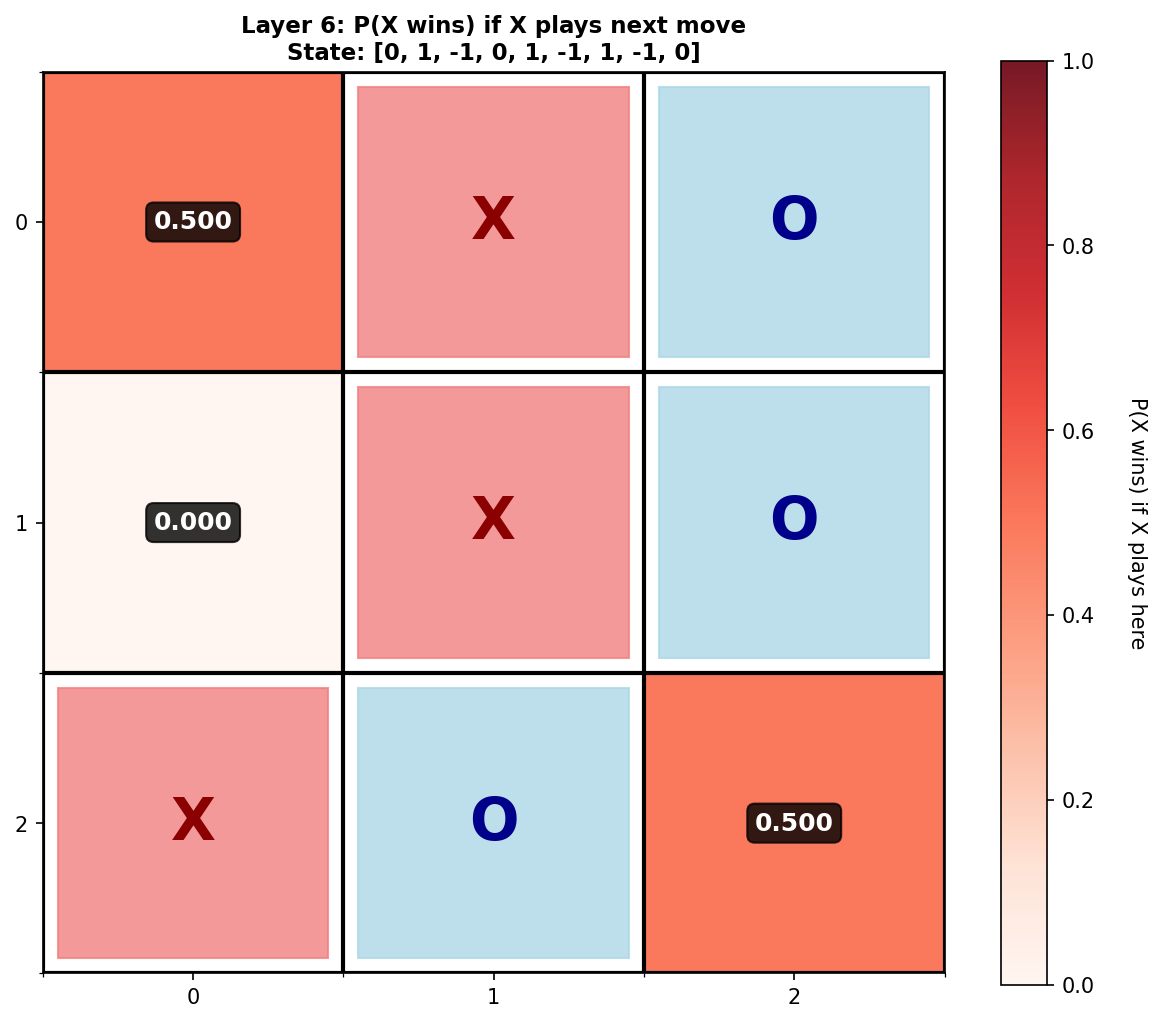 Layer 6: P(X wins) if X plays next move
State: [0, 1, -1, 0, 1, -1, 1, -1, 0]
1.0
0.8
0.6
0.4
0.2
0.0
P(X wins) if X plays here
0
0.500
X
O
1
0.000
X
O
2
X
O
0.500
0
1
2